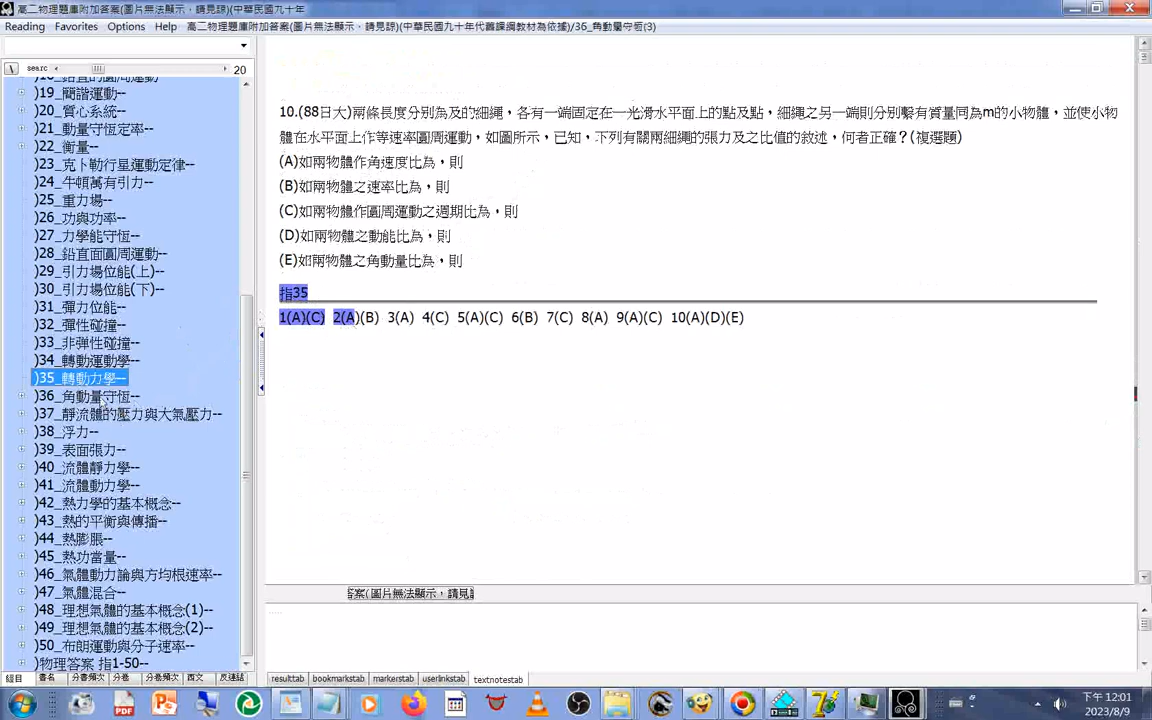 高二物理題庫附加答案(圖片無法顯示，請見諒)(中華民國九十年
Reading Favorites Options Help 高二物理題庫附加答案(圖片無法顯示，請見諒)(中華民國九十年代舊課綱教材為依據)/36_角動量守恆(3)
searc 20
)19_簡諧運動--
)20_質心系統--
)21_動量守恆定率--
)22_衝量--
)23_克卜勒行星運動定律--
)24_牛頓萬有引力--
)25_重力場--
)26_功與功率--
)27_力學能守恆--
)28_鉛直面圓周運動--
)29_引力場位能(上)--
)30_引力場位能(下)--
)31_彈力位能--
)32_彈性碰撞--
)33_非彈性碰撞--
)34_轉動運動學--
)35_轉動力學--
)36_角動量守恆--
)37_靜流體的壓力與大氣壓力--
)38_浮力--
)39_表面張力--
)40_流體靜力學--
)41_流體動力學--
)42_熱力學的基本概念--
)43_熱的平衡與傳播--
)44_熱膨脹--
)45_熱功當量--
)46_氣體動力論與方均根速率--
)47_氣體混合--
)48_理想氣體的基本概念(1)--
)49_理想氣體的基本概念(2)--
)50_布朗運動與分子速率--
)物理答案 指1-50--
經目 書名 分書頻次 分卷 分卷頻次 西文 反連結
10.(88日大)兩條長度分別為及的細繩，各有一端固定在一光滑水平面上的點及點，細繩之另一端則分別繫有質量同為m的小物體，並使小物
體在水平面上作等速率圓周運動，如圖所示，已知，下列有關兩細繩的張力及之比值的敘述，何者正確？(複選題)
(A)如兩物體作角速度比為，則
(B)如兩物體之速率比為，則
(C)如兩物體作圓周運動之週期比為，則
(D)如兩物體之動能比為，則
(E)如兩物體之角動量比為，則
指35
1(A)(C) 2(A)(B) 3(A) 4(C) 5(A)(C) 6(B) 7(C) 8(A) 9(A)(C) 10(A)(D)(E)
答案(圖片無法顯示，請見諒
resulttab bookmarkstab markerstab userlinkstab textnotestab
下午 12:01
2023/8/9